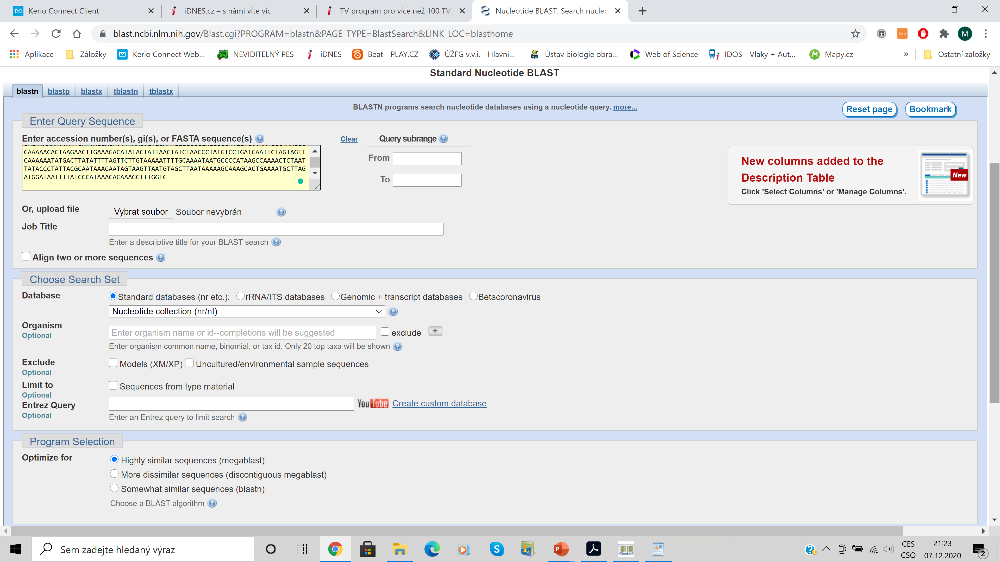 Kerio Connect Client
iDNES.cz – s námi víte víc
TV program pro více než 100 TV
Nucleotide BLAST: Search nucleo
blast.ncbi.nlm.nih.gov/Blast.cgi?PROGRAM=blastn&PAGE_TYPE=BlastSearch&LINK_LOC=blasthome
pexip
M
Aplikace
Záložky
Kerio Connect Web...
NEVIDITELNÝ PES
iDNES
Beat - PLAY.CZ
ÚŽFG v.v.i. - Hlavní...
Ústav biologie obra...
Web of Science
IDOS - Vlaky + Aut...
Mapy.cz
»
Ostatní záložky
Standard Nucleotide BLAST
blastn
blastp
blastx
tblastn
tblastx
BLASTN programs search nucleotide databases using a nucleotide query. more...
Reset page
Bookmark
Enter Query Sequence
Enter accession number(s), gi(s), or FASTA sequence(s)
Clear
Query subrange
CAAAAACACTAAGAACTTGAAAGACATATACTATTAACTATCTAACCCTATGTCCTGATCAATTCTAGTAGTT
CAAAAAATATGACTTATATTTTAGTTCTTGTAAAAATTTTGCAAAATAATGCCCCATAAGCCAAAACTCTAAT
TATACCCTATTACGCAATAAACAATAGTAAGTTAATGTAGCTTAATAAAAAGCAAAGCACTGAAAATGCTTAG
ATGGATAATTTTATCCCATAAACACAAAGGTTTGGTC
From
To
New columns added to the
Description Table
Click 'Select Columns' or 'Manage Columns'.
New
Or, upload file
Vybrat soubor
Soubor nevybrán
Job Title
Enter a descriptive title for your BLAST search
Align two or more sequences
Choose Search Set
Database
Standard databases (nr etc.):
rRNA/ITS databases
Genomic + transcript databases
Betacoronavirus
Nucleotide collection (nr/nt)
Organism
Optional
Enter organism name or id--completions will be suggested
exclude
+
Enter organism common name, binomial, or tax id. Only 20 top taxa will be shown
Exclude
Optional
Models (XM/XP)
Uncultured/environmental sample sequences
Limit to
Optional
Sequences from type material
Entrez Query
Optional
YouTube
Create custom database
Enter an Entrez query to limit search
Program Selection
Optimize for
Highly similar sequences (megablast)
More dissimilar sequences (discontiguous megablast)
Somewhat similar sequences (blastn)
Choose a BLAST algorithm
Sem zadejte hledaný výraz
Clustal2
CES
CSQ
21:23
07.12.2020
2